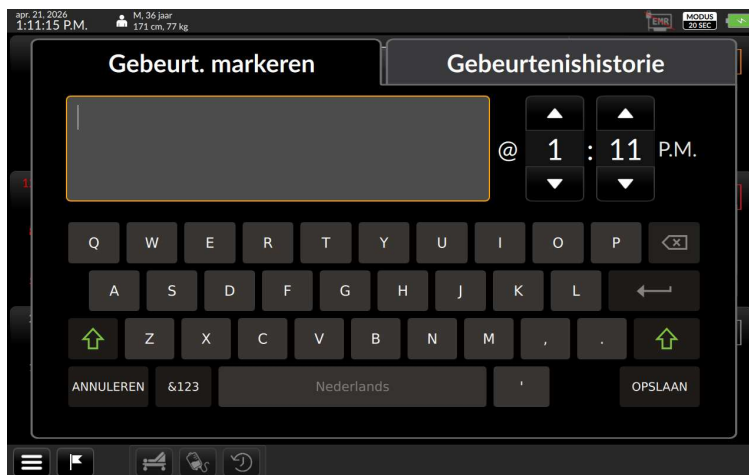 apr. 21, 2026
1:11:15 P.M.
M, 36 jaar
171 cm, 77 kg
EMR
MODUS
20 SEC
Gebeurt. markeren
Gebeurtenishistorie
@ 1 : 11 P.M.
Q W E R T Y U I O P
A S D F G H J K L
Z X C V B N M , .
ANNULEREN &123 Nederlands ' OPSLAAN